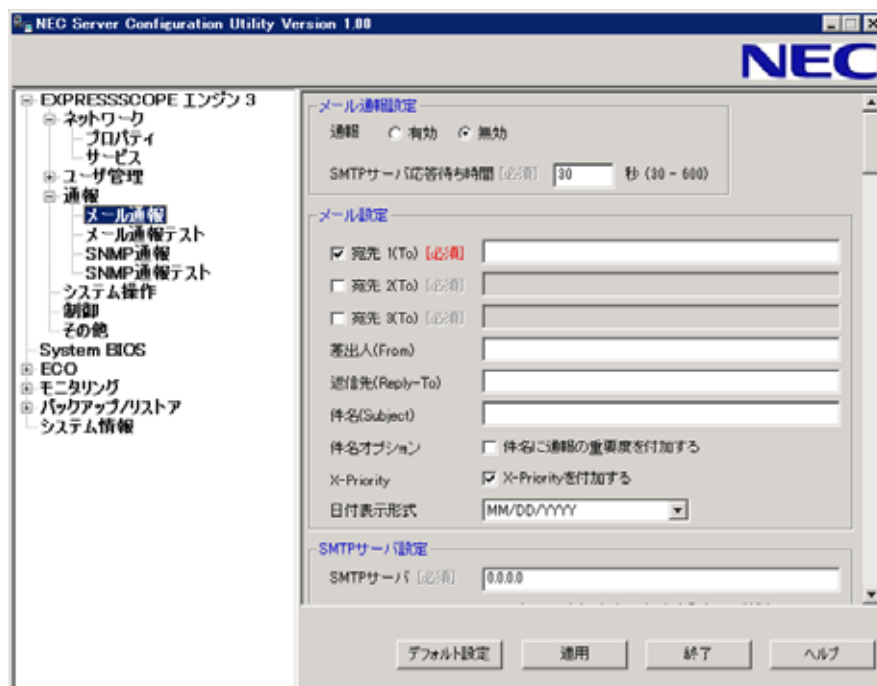 NEC Server Configuration Utility Version 1.00
NEC
EXPRESSSCOPE エンジン 3
ネットワーク
プロパティ
サービス
ユーザ管理
通報
メール通報
メール通報テスト
SNMP通報
SNMP通報テスト
システム操作
制御
その他
System BIOS
ECO
モニタリング
バックアップ/リストア
システム情報
メール通報設定
通報 有効 無効
SMTPサーバ応答待ち時間 [必須] 30 秒 (30 - 600)
メール設定
宛先 1(To) [必須]
宛先 2(To) [必須]
宛先 3(To) [必須]
差出人(From)
返信先(Reply-To)
件名(Subject)
件名オプション 件名に通報の重要度を付加する
X-Priority X-Priorityを付加する
日付表示形式 MM/DD/YYYY
SMTPサーバ設定
SMTPサーバ [必須] 0.0.0.0
デフォルト設定 適用 終了 ヘルプ